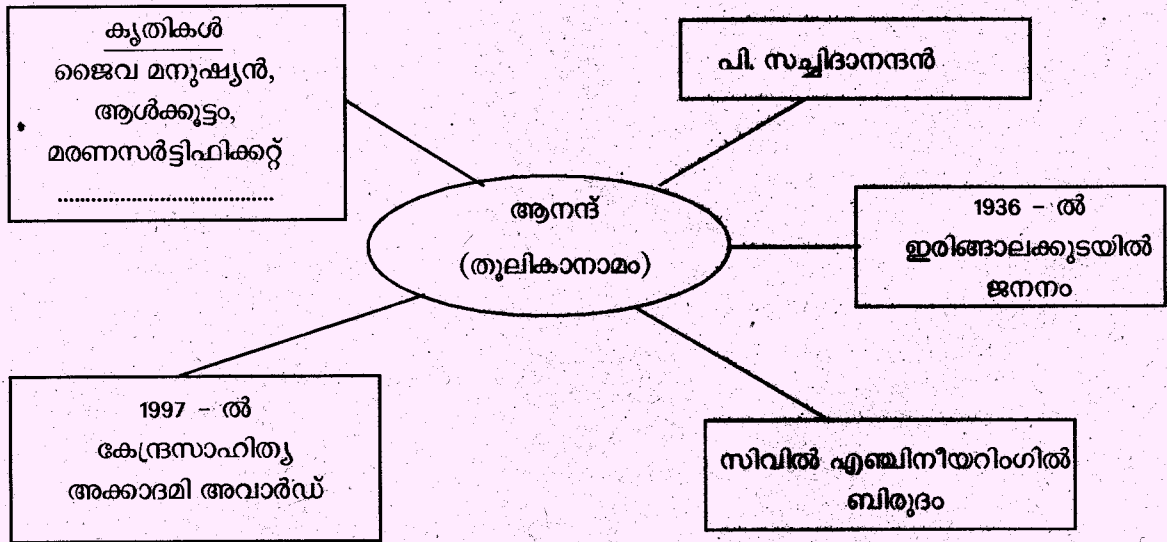 കൃതികൾ
ജൈവ മനുഷ്യൻ,
ആൾക്കൂട്ടം,
മരണസർട്ടിഫിക്കറ്റ്
.....................................
പി. സച്ചിദാനന്ദൻ
ആനന്ദ്
(തൂലികാനാമം)
1936 - ൽ
ഇരിങ്ങാലക്കുടയിൽ
ജനനം
1997 - ൽ
കേന്ദ്രസാഹിത്യ
അക്കാദമി അവാർഡ്
സിവിൽ എഞ്ചിനീയറിംഗിൽ
ബിരുദം